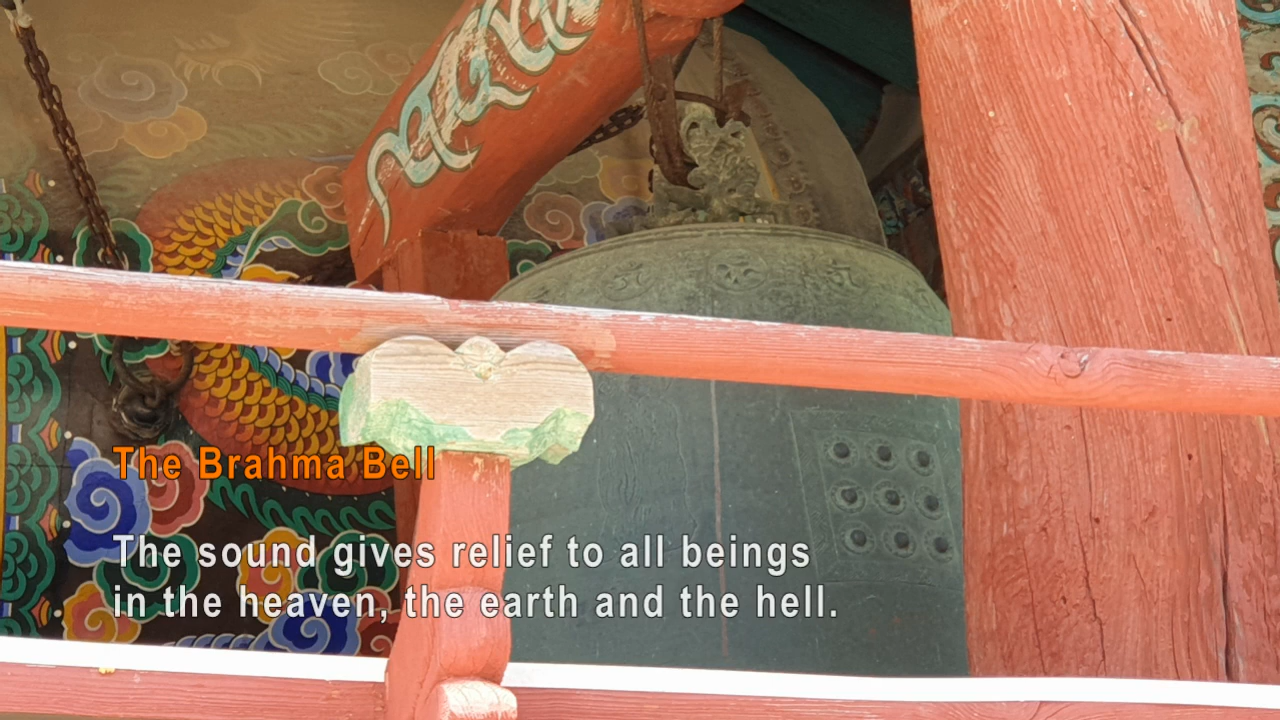 The Brahma Bell
The sound gives relief to all beings
in the heaven, the earth and the hell.